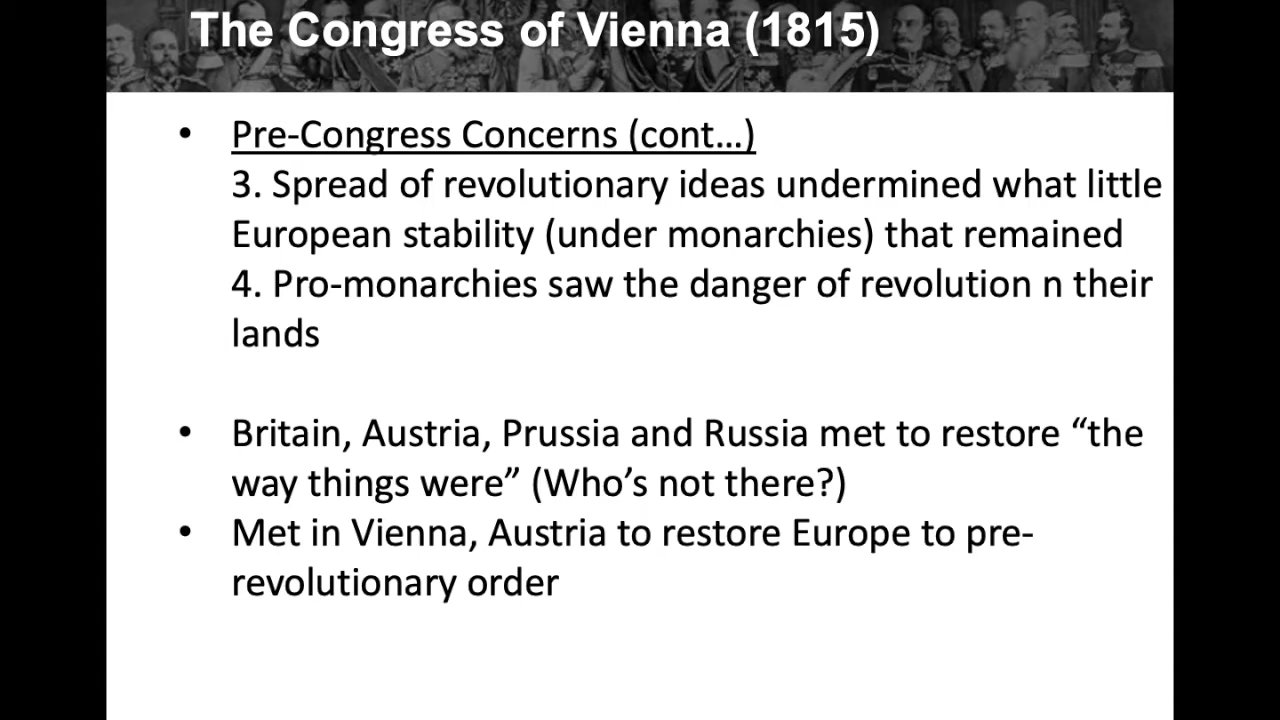 The Congress of Vienna (1815)
• Pre-Congress Concerns (cont…)
3. Spread of revolutionary ideas undermined what little
European stability (under monarchies) that remained
4. Pro-monarchies saw the danger of revolution n their
lands
• Britain, Austria, Prussia and Russia met to restore “the
way things were” (Who’s not there?)
• Met in Vienna, Austria to restore Europe to pre-
revolutionary order